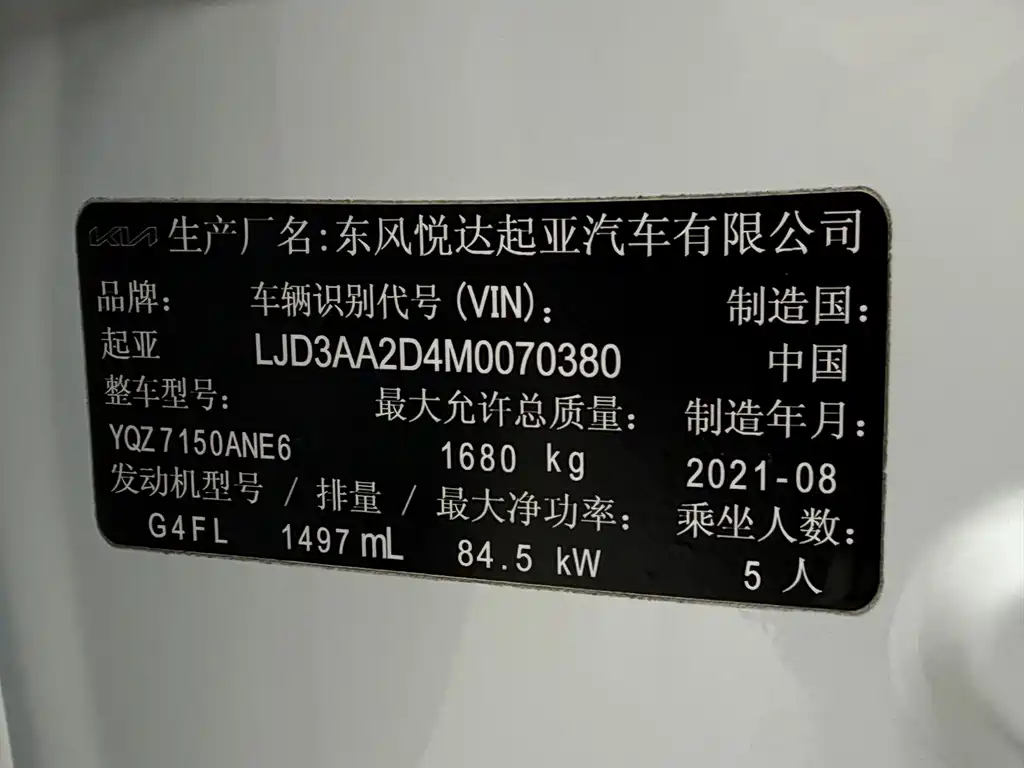 KIA 生产厂名:东风悦达起亚汽车有限公司
品牌: 车辆识别代号(VIN): 制造国:
起亚 LJD3AA2D4M0070380 中国
整车型号: 最大允许总质量: 制造年月:
YQZ7150ANE6 1680 kg 2021-08
发动机型号 / 排量 / 最大净功率: 乘坐人数:
G4FL 1497 mL 84.5 kW 5 人